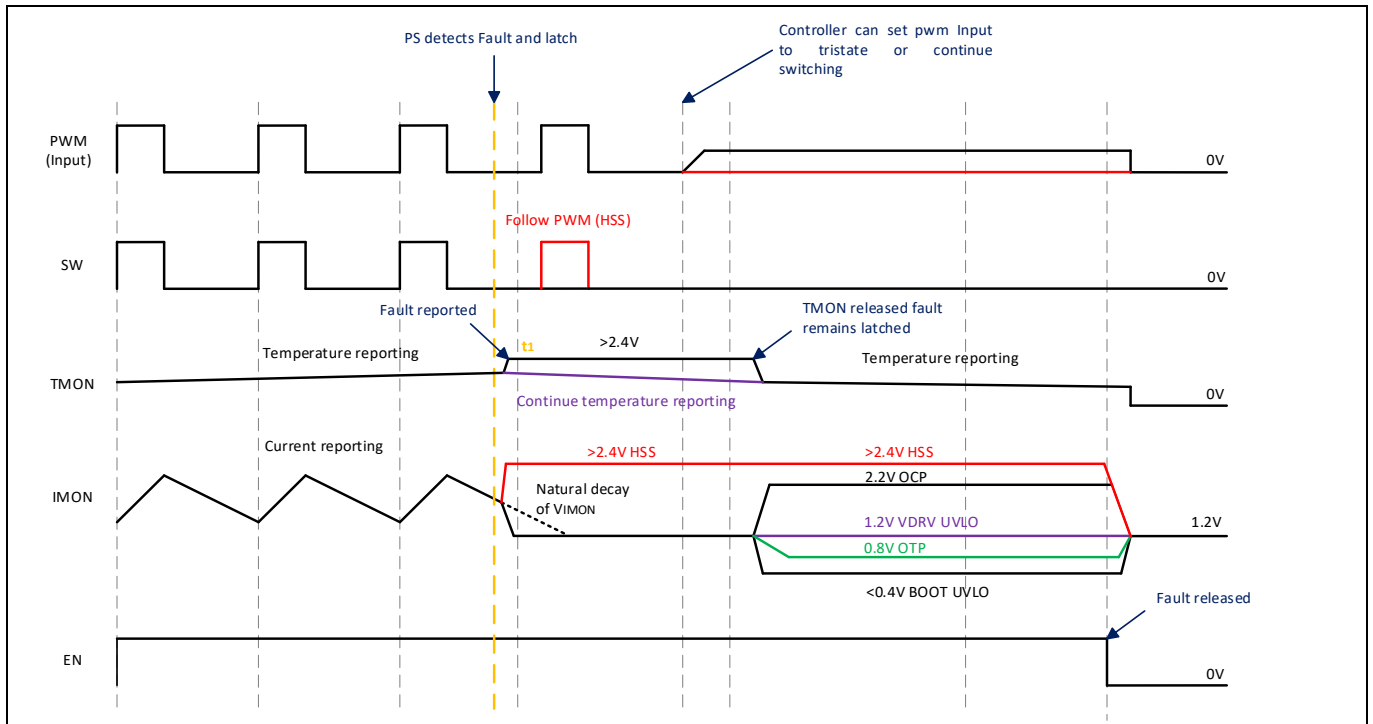 PS detects Fault and latch
Controller can set pwm Input
to tristate or continue
switching
PWM
(Input)
0V
Follow PWM (HSS)
SW
0V
Fault reported
TMON released fault
remains latched
t1
>2.4V
Temperature reporting
Temperature reporting
TMON
Continue temperature reporting
0V
Current reporting
>2.4V HSS
>2.4V HSS
2.2V OCP
IMON
Natural decay
of VIMON
1.2V VDRV UVLO
1.2V
0.8V OTP
<0.4V BOOT UVLO
Fault released
EN
0V